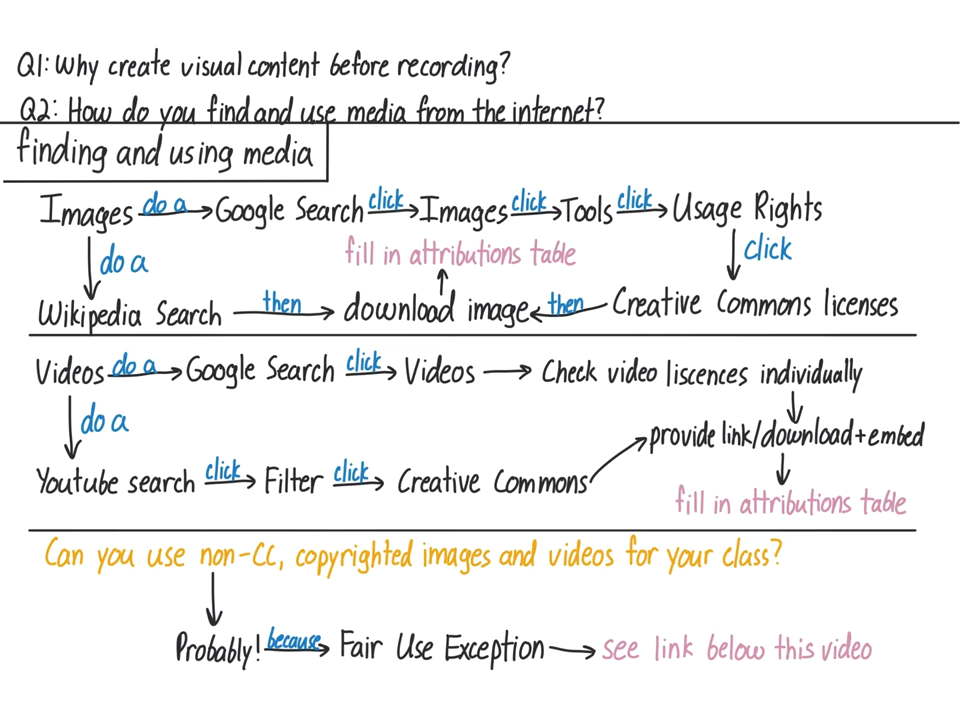 Q1: Why create visual content before recording?
Q2: How do you find and use media from the internet?
finding and using media
Images do a Google Search click Images click Tools click Usage Rights
do a fill in attributions table click
Wikipedia Search then download image then Creative Commons licenses
Videos do a Google Search click Videos Check video liscences individually
do a provide link/download+embed
Youtube search click Filter click Creative Commons
fill in attributions table
Can you use non-CC, copyrighted images and videos for your class?
Probably! because Fair Use Exception see link below this video